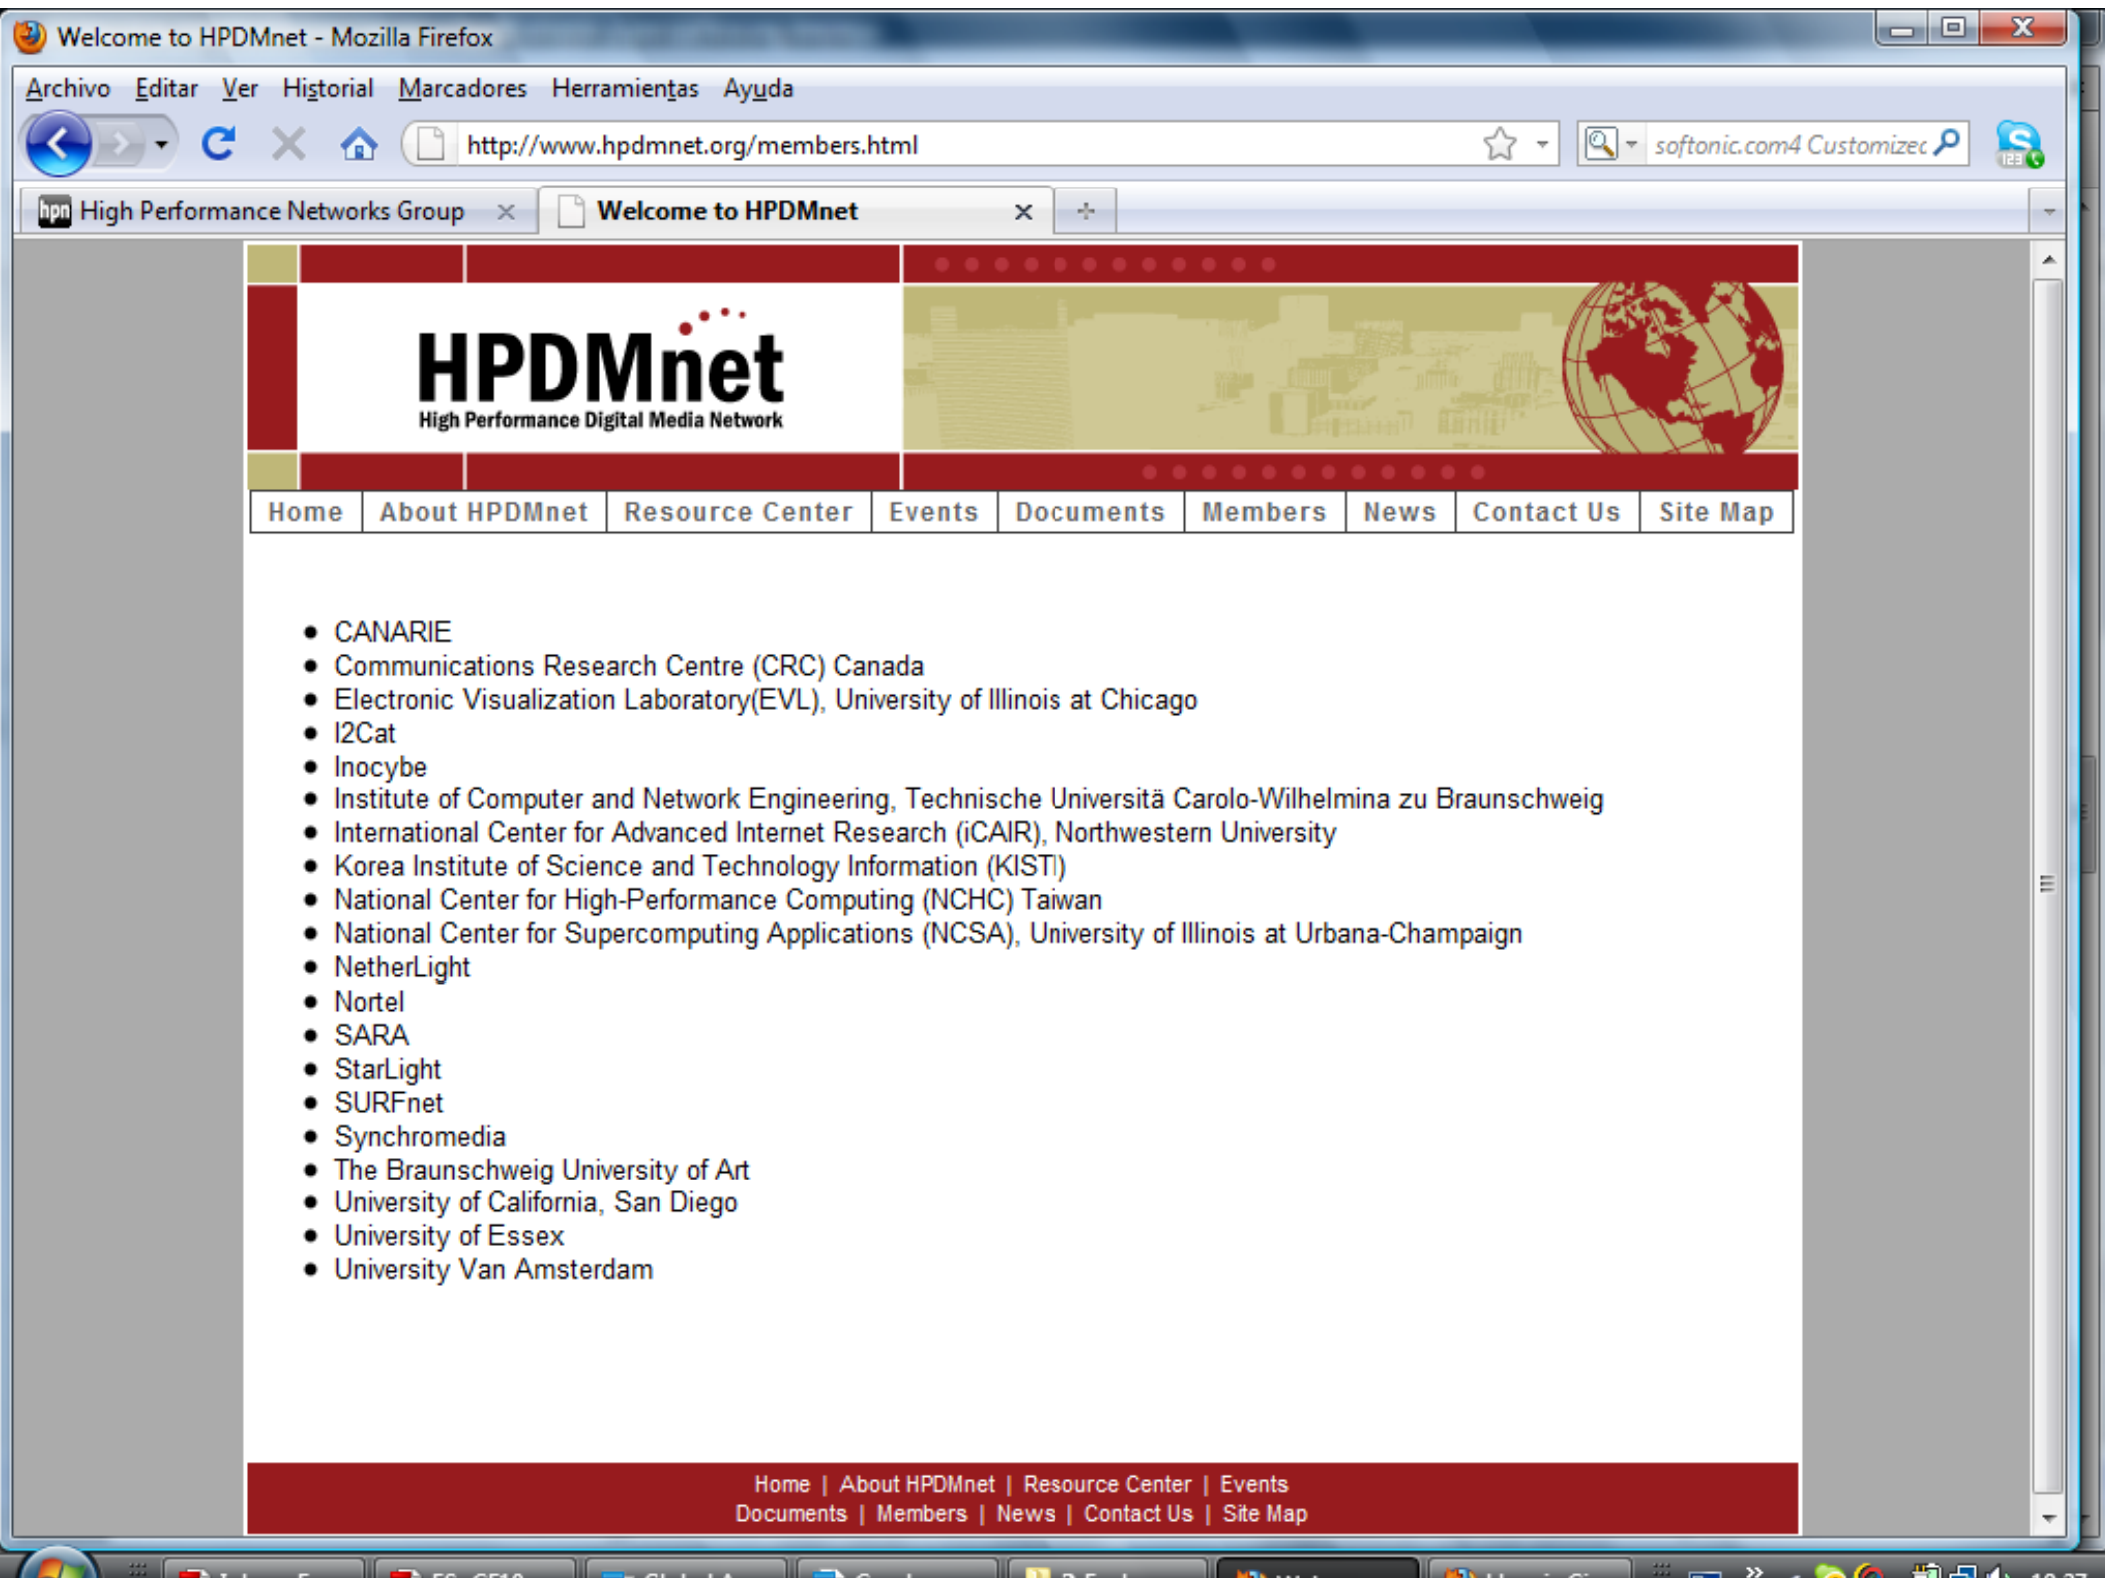 Welcome to HPDMnet - Mozilla Firefox
Archivo Editar Ver Historial Marcadores Herramientas Ayuda
http://www.hpdmnet.org/members.html softonic.com4 Customized
hpn High Performance Networks Group Welcome to HPDMnet
HPDMnet
High Performance Digital Media Network
Home About HPDMnet Resource Center Events Documents Members News Contact Us Site Map
• CANARIE
• Communications Research Centre (CRC) Canada
• Electronic Visualization Laboratory(EVL), University of Illinois at Chicago
• I2Cat
• Inocybe
• Institute of Computer and Network Engineering, Technische Universitä Carolo-Wilhelmina zu Braunschweig
• International Center for Advanced Internet Research (iCAIR), Northwestern University
• Korea Institute of Science and Technology Information (KISTI)
• National Center for High-Performance Computing (NCHC) Taiwan
• National Center for Supercomputing Applications (NCSA), University of Illinois at Urbana-Champaign
• NetherLight
• Nortel
• SARA
• StarLight
• SURFnet
• Synchromedia
• The Braunschweig University of Art
• University of California, San Diego
• University of Essex
• University Van Amsterdam
Home | About HPDMnet | Resource Center | Events
Documents | Members | News | Contact Us | Site Map